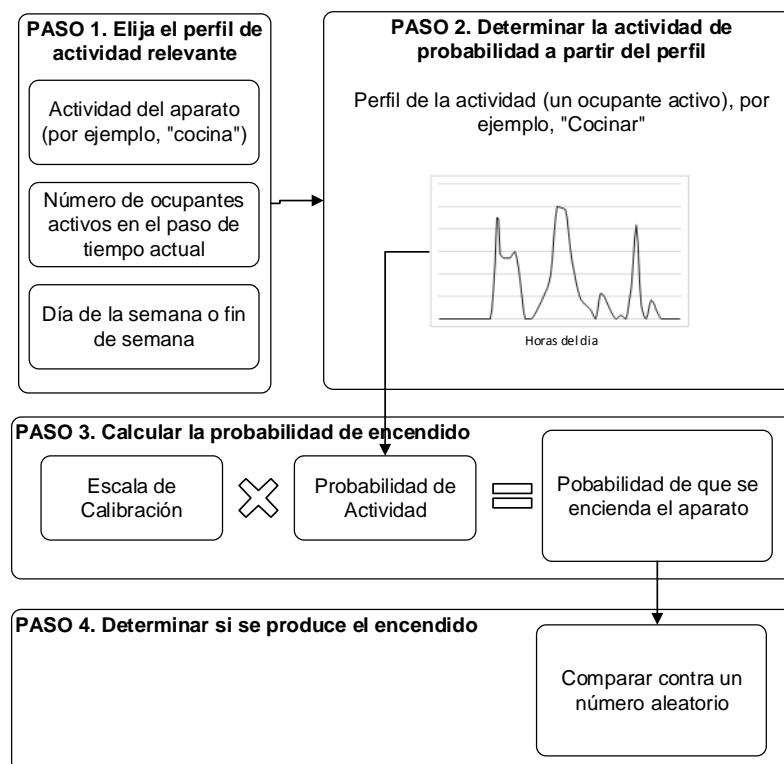 PASO 1. Elija el perfil de
actividad relevante
Actividad del aparato
(por ejemplo, "cocina")
Número de ocupantes
activos en el paso de
tiempo actual
Día de la semana o fin
de semana
PASO 2. Determinar la actividad de
probabilidad a partir del perfil
Perfil de la actividad (un ocupante activo), por
ejemplo, "Cocinar"
Horas del dia
PASO 3. Calcular la probabilidad de encendido
Escala de
Calibración
Probabilidad de
Actividad
Pobabilidad de que se
encienda el aparato
PASO 4. Determinar si se produce el encendido
Comparar contra un
número aleatorio